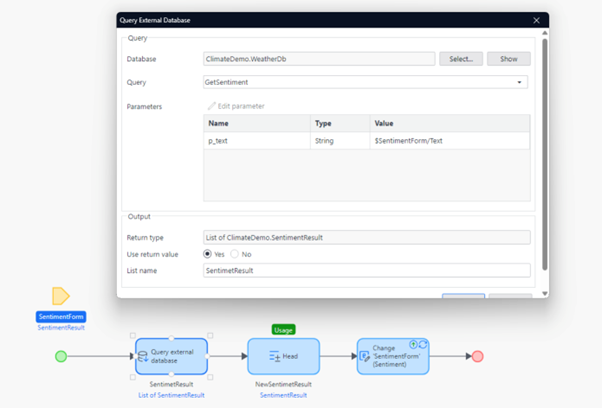 Query External Database
Query
Database ClimateDemo.WeatherDb Select... Show
Query GetSentiment
Parameters Edit parameter
Name Type Value
p_text String $SentimentForm/Text
Output
Return type List of ClimateDemo.SentimentResult
Use return value Yes No
List name SentimetResult
SentimentForm
SentimentResult
Usage
Query external
database
Head
Change
'SentimentForm'
(Sentiment)
SentimetResult
List of SentimentResult
NewSentimetResult
SentimentResult